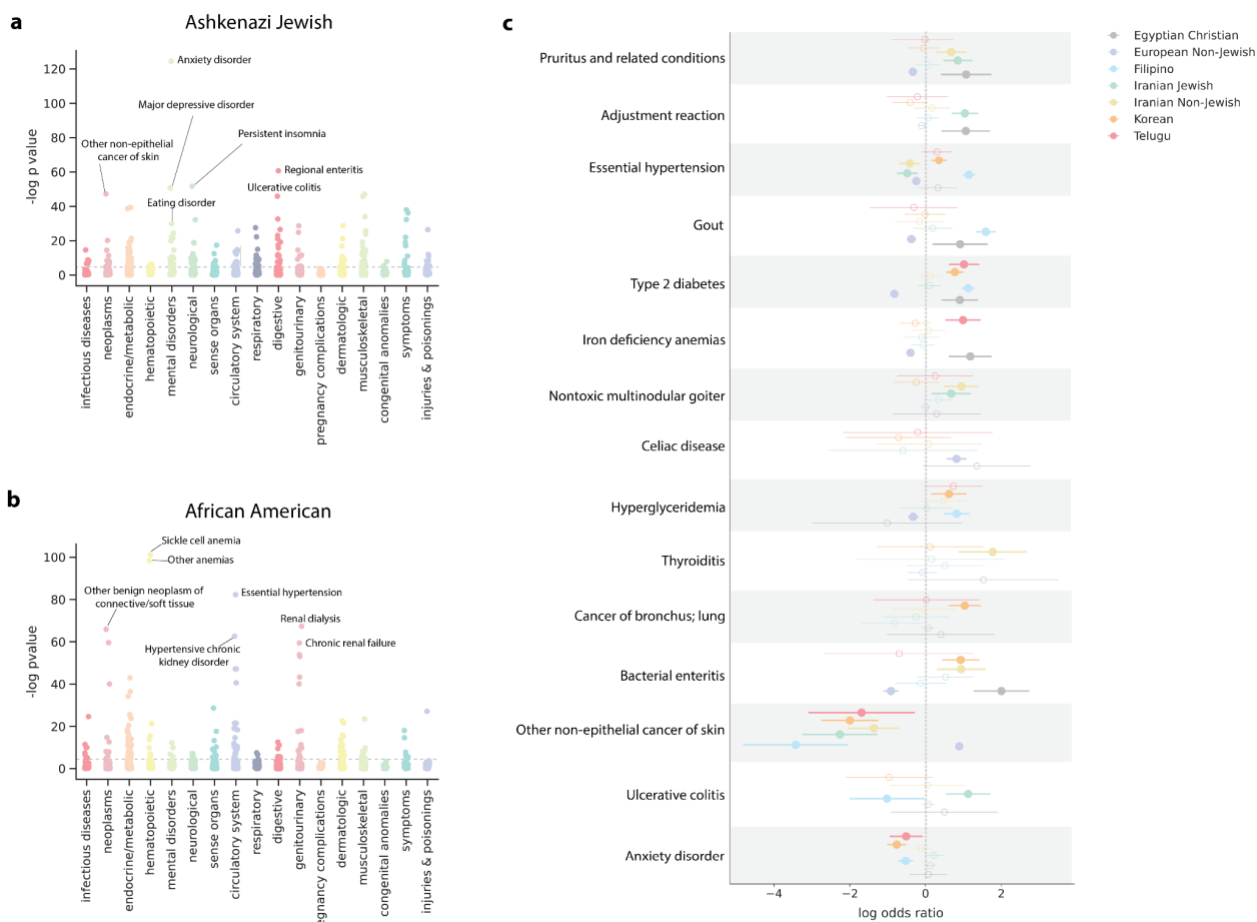 a
Ashkenazi Jewish
-log p value
120
100
80
60
40
20
0
Anxiety disorder
Major depressive disorder
Other non-epithelial
cancer of skin
Persistent insomnia
Regional enteritis
Ulcerative colitis
Eating disorder
infectious diseases
neoplasms
endocrine/metabolic
hematopoietic
mental disorders
neurological
sense organs
circulatory system
respiratory
digestive
genitourinary
pregnancy complications
dermatologic
musculoskeletal
congenital anomalies
symptoms
injuries & poisonings
b
African American
-log pvalue
100
80
60
40
20
0
Sickle cell anemia
Other anemias
Other benign neoplasm of
connective/soft tissue
Essential hypertension
Renal dialysis
Hypertensive chronic
kidney disorder
Chronic renal failure
infectious diseases
neoplasms
endocrine/metabolic
hematopoietic
mental disorders
neurological
sense organs
circulatory system
respiratory
digestive
genitourinary
regnancy complications
dermatologic
musculoskeletal
congenital anomalies
symptoms
injuries & poisonings
c
Pruritus and related conditions
Adjustment reaction
Essential hypertension
Gout
Type 2 diabetes
Iron deficiency anemias
Nontoxic multinodular goiter
Celiac disease
Hyperglyceridemia
Thyroiditis
Cancer of bronchus; lung
Bacterial enteritis
Other non-epithelial cancer of skin
Ulcerative colitis
Anxiety disorder
−4
−2
0
2
log odds ratio
Egyptian Christian
European Non-Jewish
Filipino
Iranian Jewish
Iranian Non-Jewish
Korean
Telugu